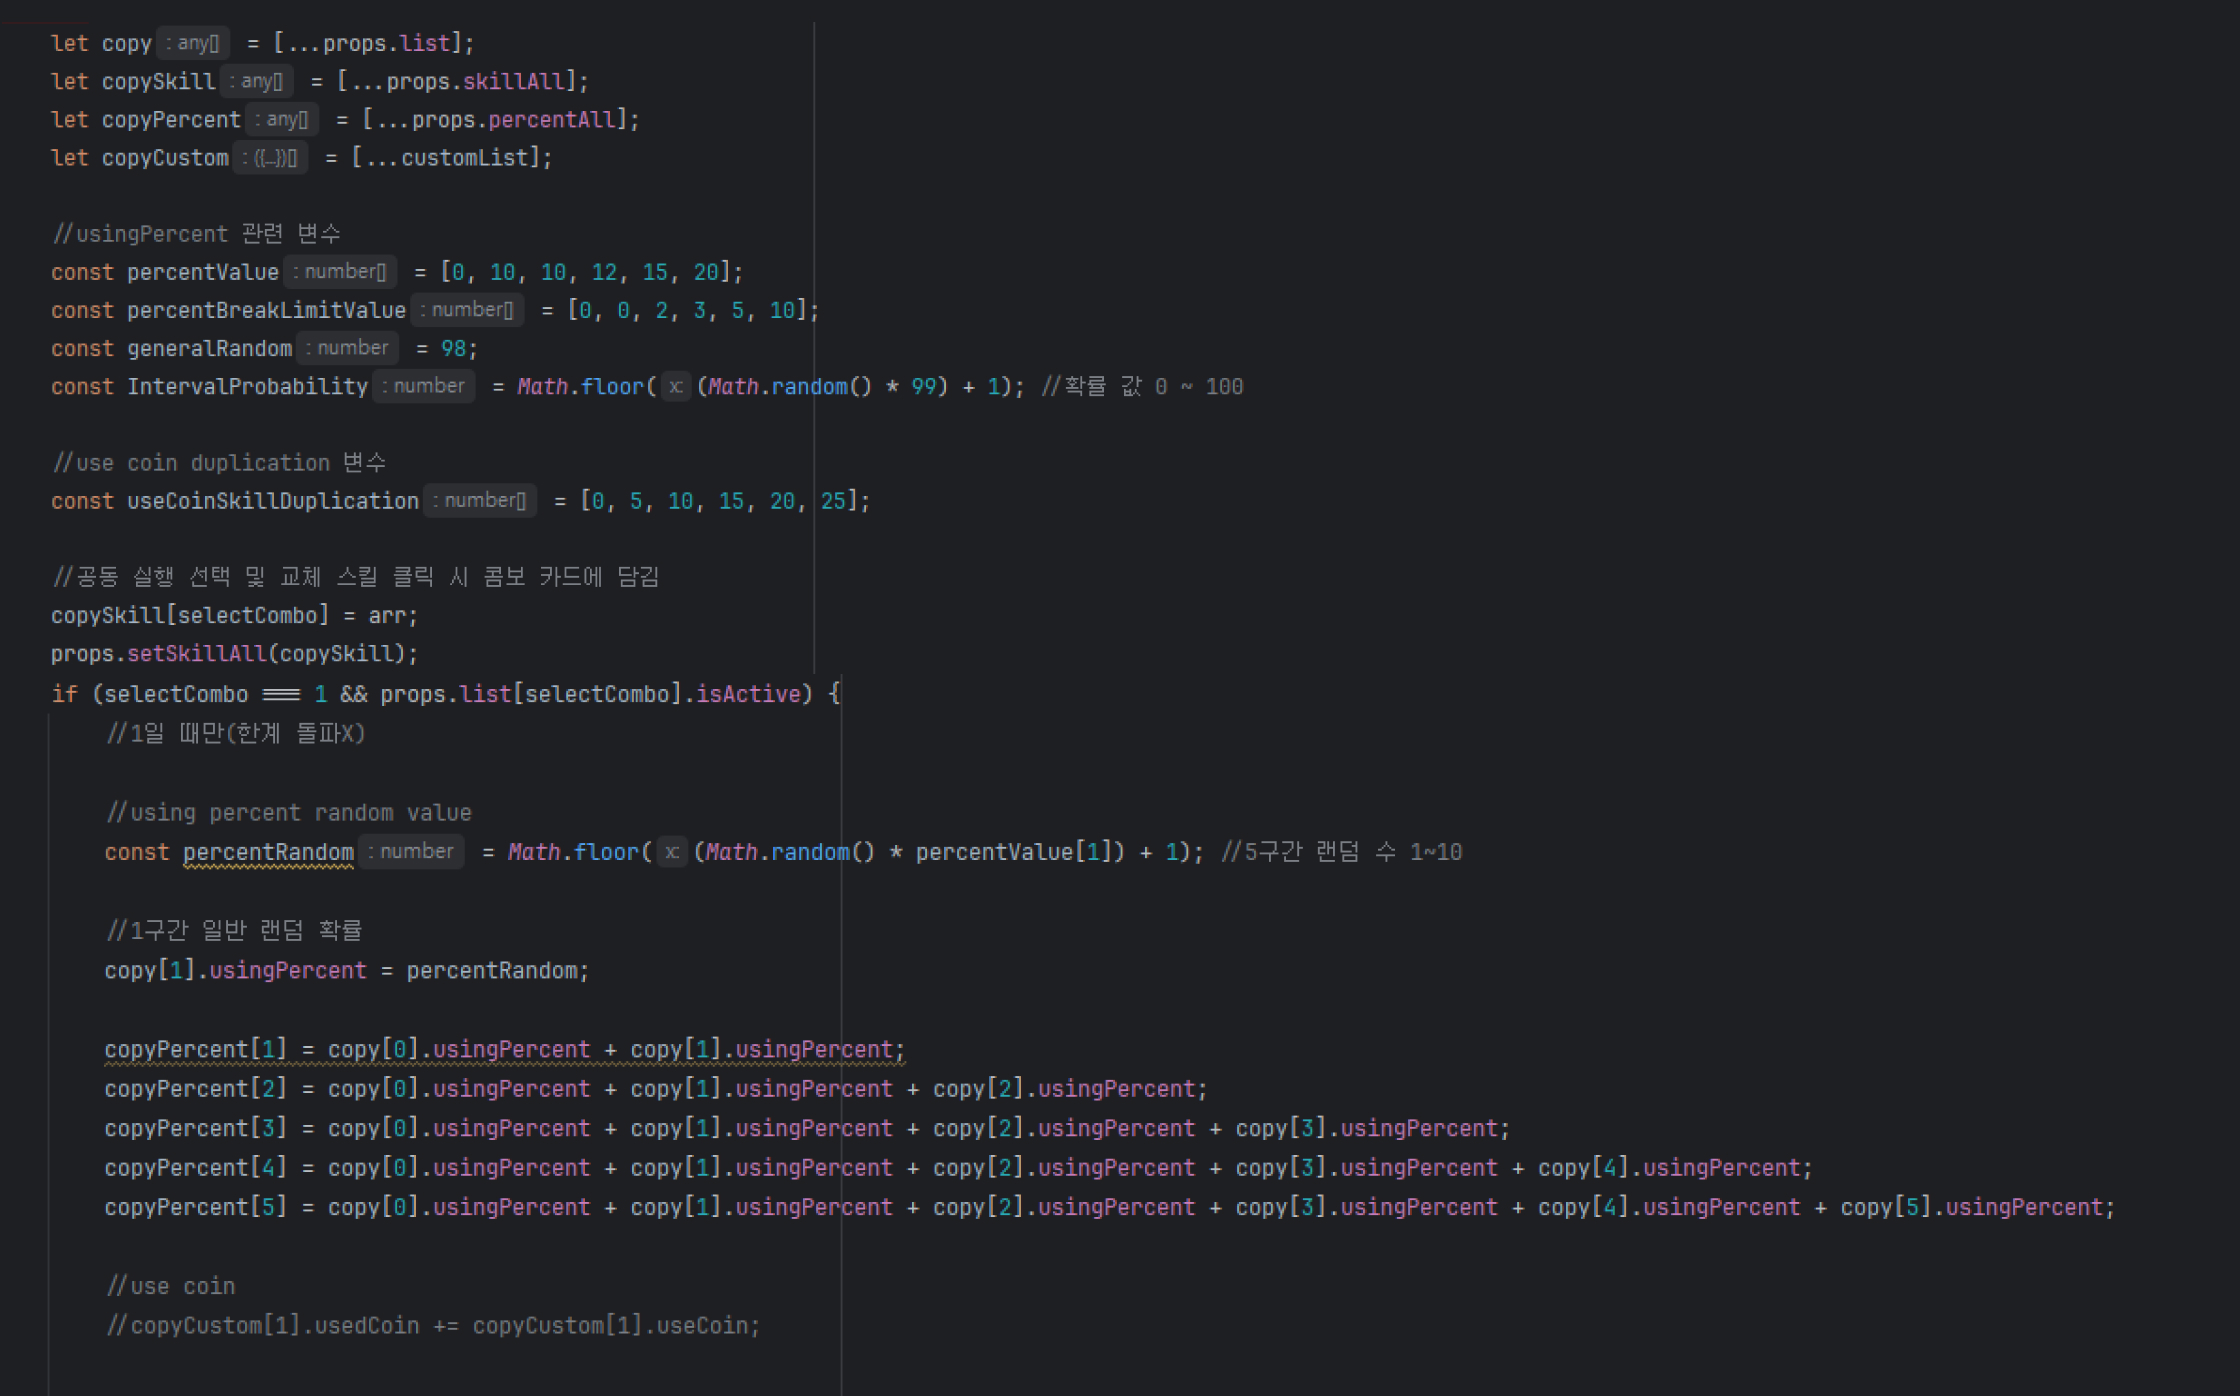 let copy : any[] = [...props.list];
let copySkill : any[] = [...props.skillAll];
let copyPercent : any[] = [...props.percentAll];
let copyCustom : ({...})[] = [...customList];
//usingPercent 관련 변수
const percentValue : number[] = [0, 10, 10, 12, 15, 20];
const percentBreakLimitValue : number[] = [0, 0, 2, 3, 5, 10];
const generalRandom : number = 98;
const IntervalProbability : number = Math.floor( x: (Math.random() * 99) + 1); //확률 값 0 ~ 100
//use coin duplication 변수
const useCoinSkillDuplication : number[] = [0, 5, 10, 15, 20, 25];
//공동 실행 선택 및 교체 스킬 클릭 시 콤보 카드에 담김
copySkill[selectCombo] = arr;
props.setSkillAll(copySkill);
if (selectCombo === 1 && props.list[selectCombo].isActive) {
//1일 때만(한계 돌파X)
//using percent random value
const percentRandom : number = Math.floor( x: (Math.random() * percentValue[1]) + 1); //5구간 랜덤 수 1~10
//1구간 일반 랜덤 확률
copy[1].usingPercent = percentRandom;
copyPercent[1] = copy[0].usingPercent + copy[1].usingPercent;
copyPercent[2] = copy[0].usingPercent + copy[1].usingPercent + copy[2].usingPercent;
copyPercent[3] = copy[0].usingPercent + copy[1].usingPercent + copy[2].usingPercent + copy[3].usingPercent;
copyPercent[4] = copy[0].usingPercent + copy[1].usingPercent + copy[2].usingPercent + copy[3].usingPercent + copy[4].usingPercent;
copyPercent[5] = copy[0].usingPercent + copy[1].usingPercent + copy[2].usingPercent + copy[3].usingPercent + copy[4].usingPercent + copy[5].usingPercent;
//use coin
//copyCustom[1].usedCoin += copyCustom[1].useCoin;